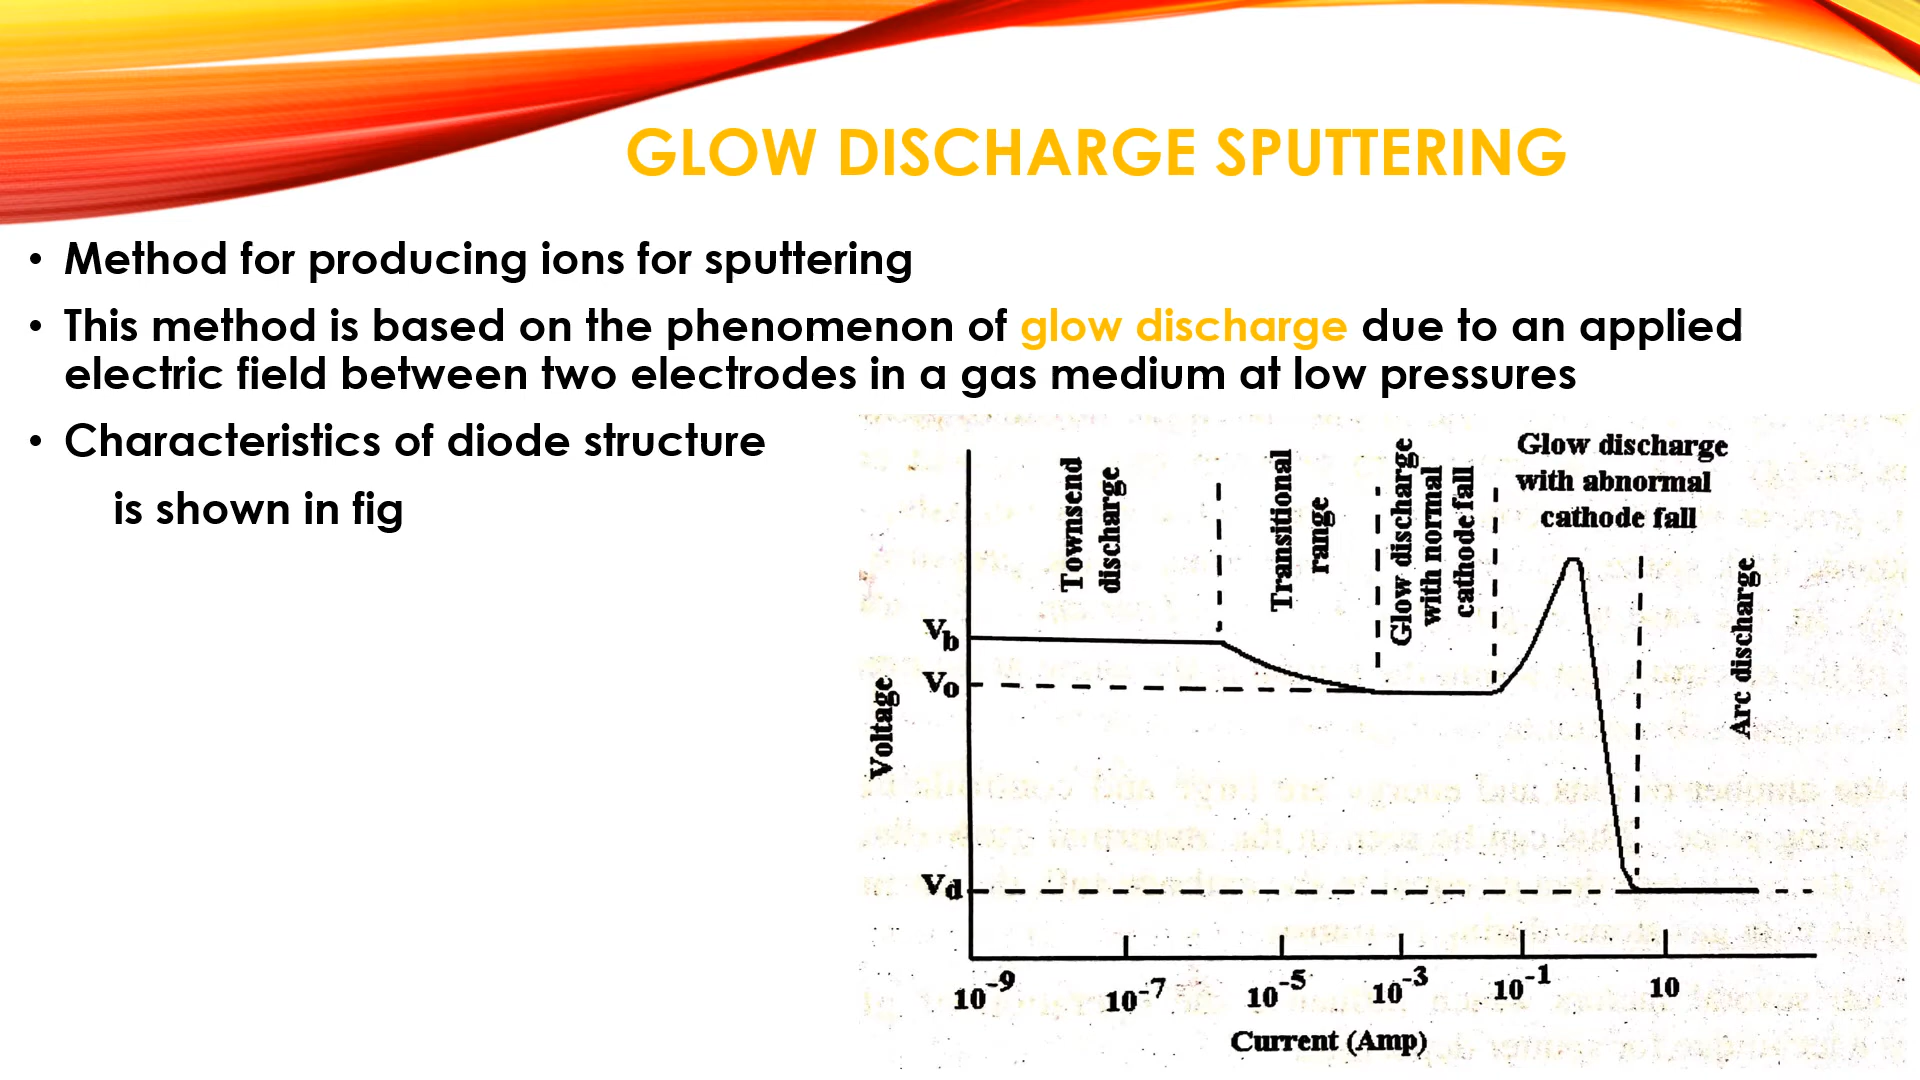 GLOW DISCHARGE SPUTTERING
• Method for producing ions for sputtering
• This method is based on the phenomenon of glow discharge due to an applied
electric field between two electrodes in a gas medium at low pressures
• Characteristics of diode structure
is shown in fig
Townsend
discharge
Transitional
range
Glow discharge
with normal
cathode fall
Glow discharge
with abnormal
cathode fall
Arc discharge
Voltage
Vb
Vo
Vd
10⁻⁹ 10⁻⁷ 10⁻⁵ 10⁻³ 10⁻¹ 10
Current (Amp)